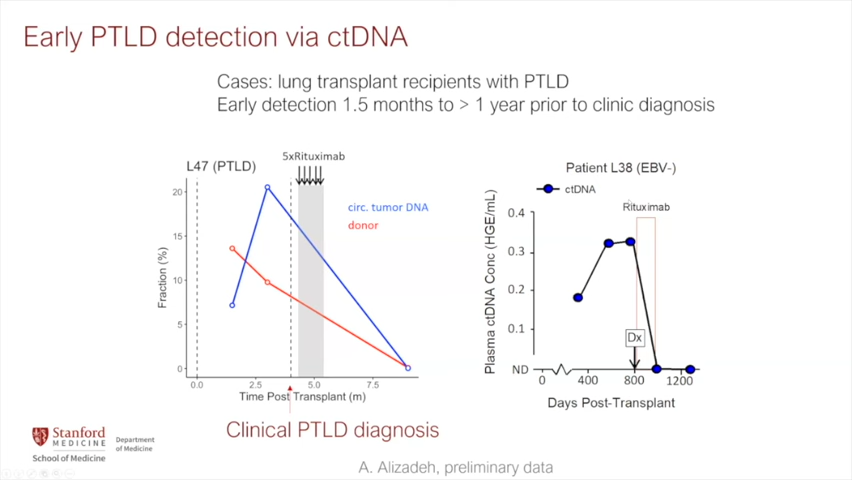 Early PTLD detection via ctDNA
Cases: lung transplant recipients with PTLD
Early detection 1.5 months to > 1 year prior to clinic diagnosis
5xRituximab
L47 (PTLD)
20
15
10
5
0
Fraction (%)
circ. tumor DNA
donor
0.0
2.5
5.0
7.5
Time Post Transplant (m)
Clinical PTLD diagnosis
Patient L38 (EBV-)
ctDNA
Rituximab
Plasma ctDNA Conc (HGE/mL)
0.4
0.3
0.2
0.1
ND
Dx
0
400
800
1200
Days Post-Transplant
Stanford
MEDICINE
School of Medicine
Department
of Medicine
A. Alizadeh, preliminary data